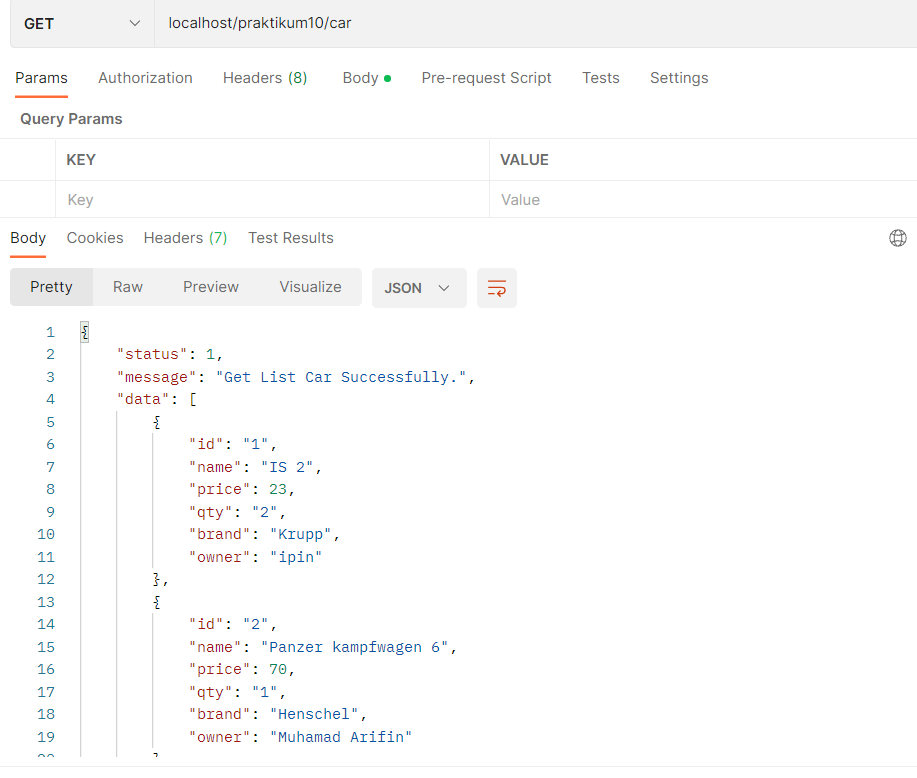 GET localhost/praktikum10/car
Params Authorization Headers (8) Body Pre-request Script Tests Settings
Query Params
KEY VALUE
Key Value
Body Cookies Headers (7) Test Results
Pretty Raw Preview Visualize JSON
1 {
2 "status": 1,
3 "message": "Get List Car Successfully.",
4 "data": [
5 {
6 "id": "1",
7 "name": "IS 2",
8 "price": 23,
9 "qty": "2",
10 "brand": "Krupp",
11 "owner": "ipin"
12 },
13 {
14 "id": "2",
15 "name": "Panzer kampfwagen 6",
16 "price": 70,
17 "qty": "1",
18 "brand": "Henschel",
19 "owner": "Muhamad Arifin"